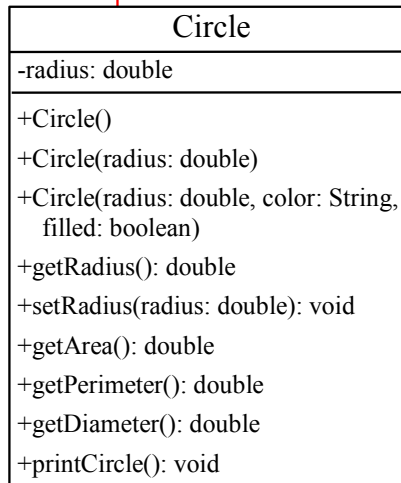 Circle
-radius: double
+Circle()
+Circle(radius: double)
+Circle(radius: double, color: String,
filled: boolean)
+getRadius(): double
+setRadius(radius: double): void
+getArea(): double
+getPerimeter(): double
+getDiameter(): double
+printCircle(): void